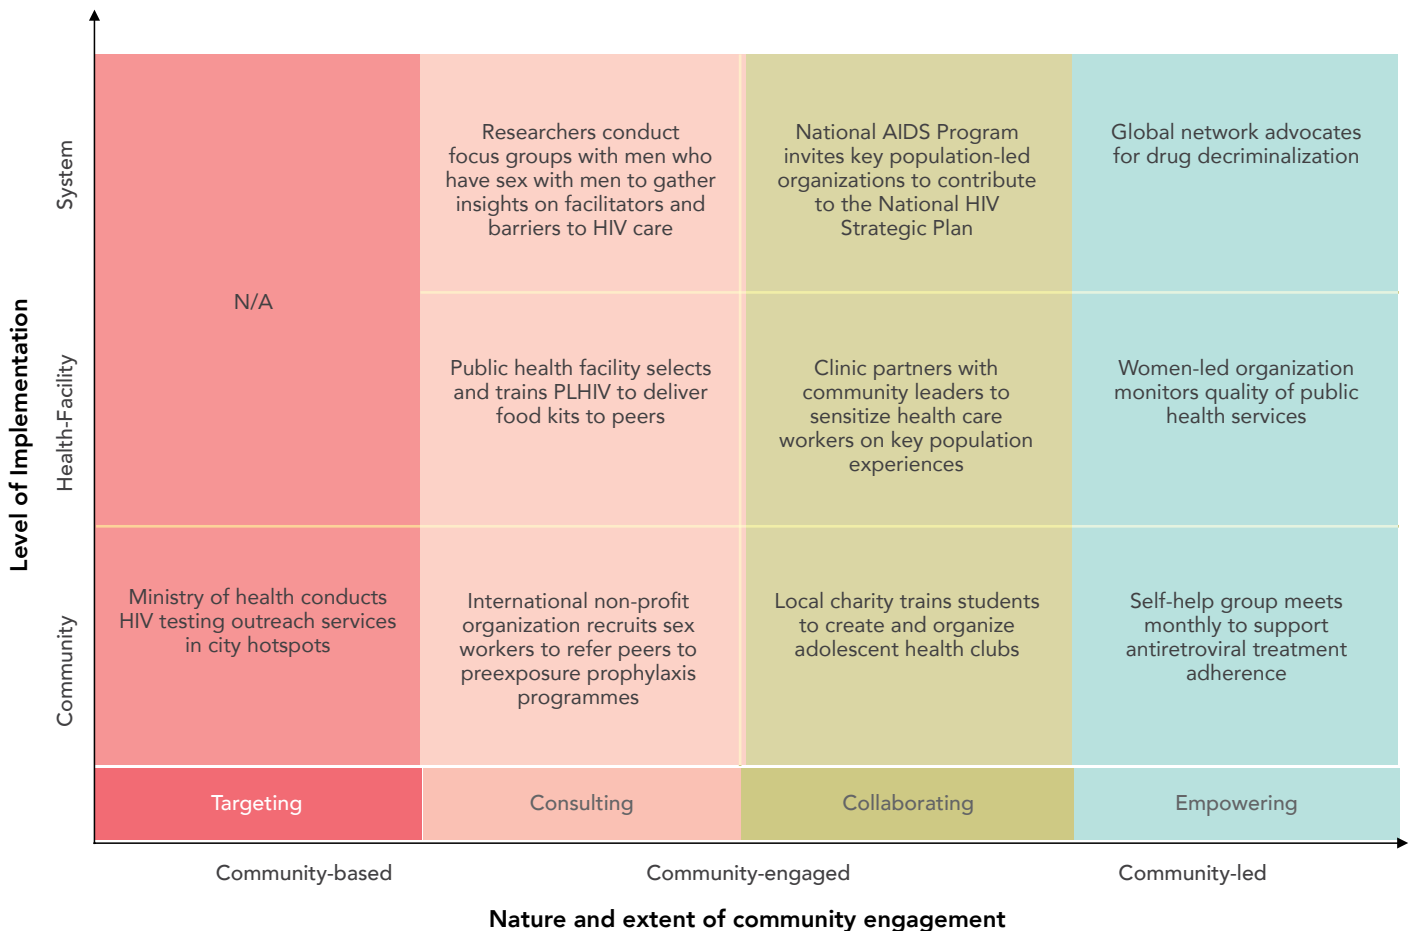 Level of Implementation
System
Health-Facility
Community
N/A
Researchers conduct
focus groups with men who
have sex with men to gather
insights on facilitators and
barriers to HIV care
National AIDS Program
invites key population-led
organizations to contribute
to the National HIV
Strategic Plan
Global network advocates
for drug decriminalization
Public health facility selects
and trains PLHIV to deliver
food kits to peers
Clinic partners with
community leaders to
sensitize health care
workers on key population
experiences
Women-led organization
monitors quality of public
health services
Ministry of health conducts
HIV testing outreach services
in city hotspots
International non-profit
organization recruits sex
workers to refer peers to
preexposure prophylaxis
programmes
Local charity trains students
to create and organize
adolescent health clubs
Self-help group meets
monthly to support
antiretroviral treatment
adherence
Targeting
Consulting
Collaborating
Empowering
Community-based
Community-engaged
Community-led
Nature and extent of community engagement